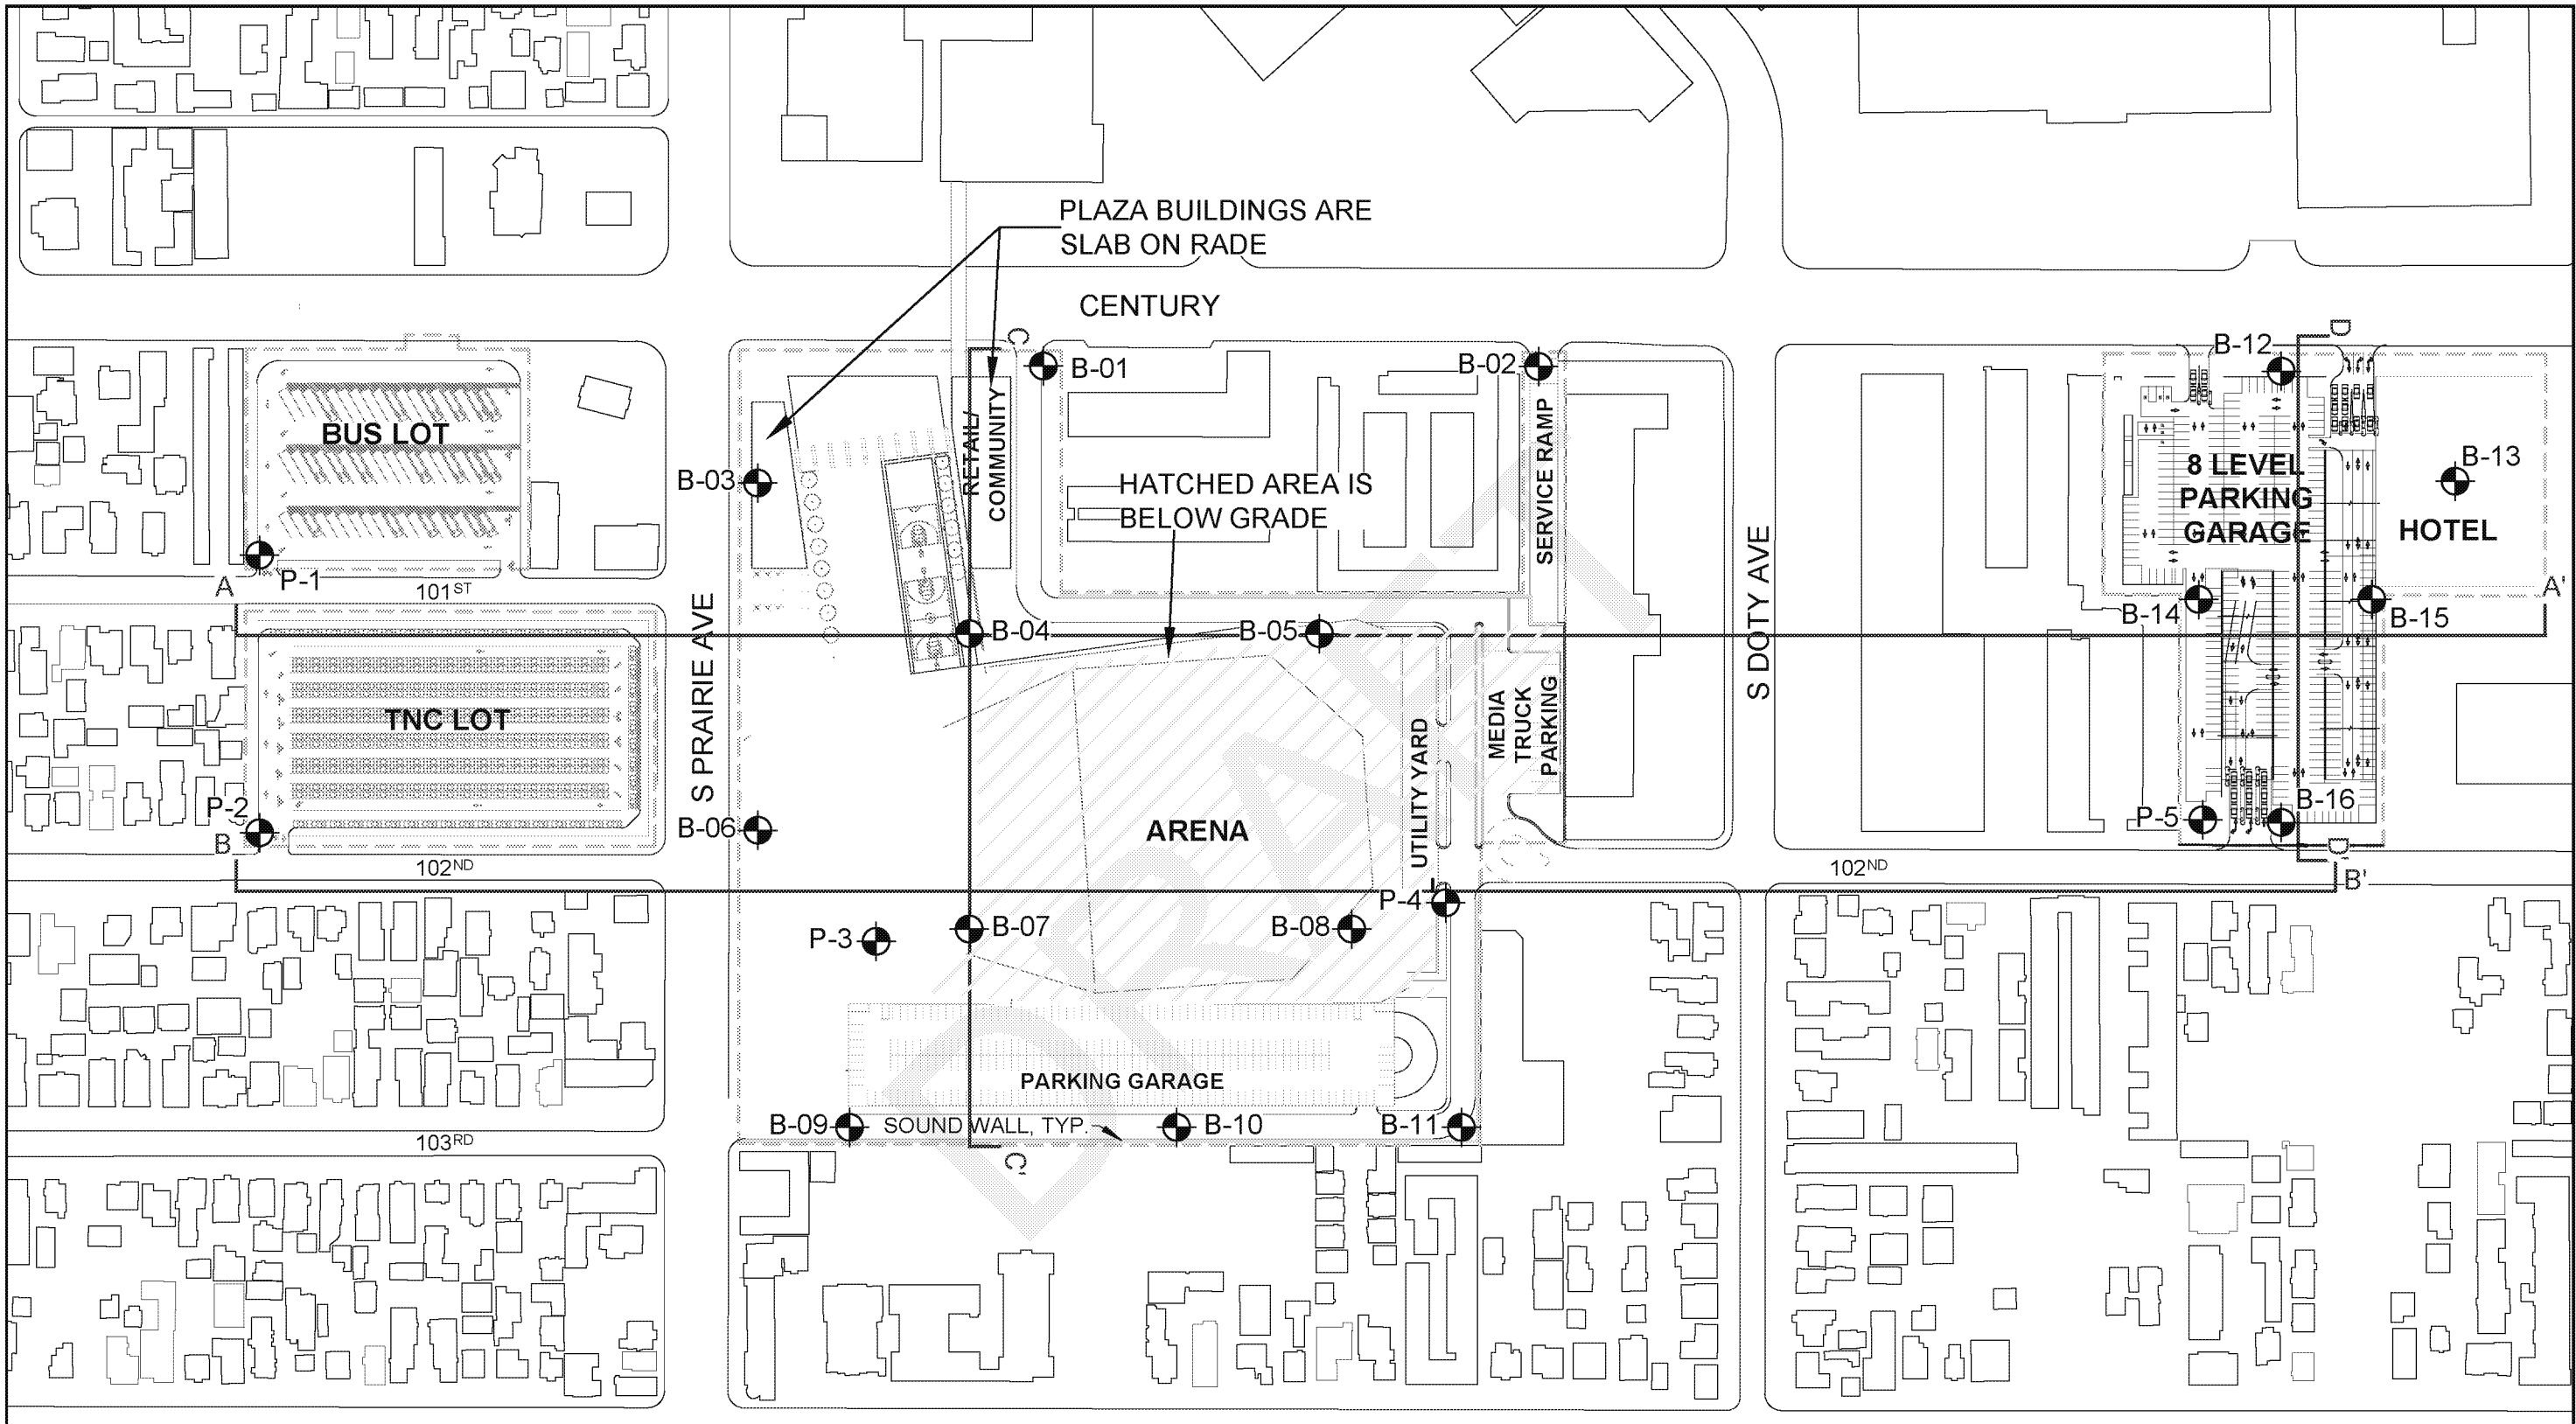 PLAZA BUILDINGS ARE
SLAB ON RADE
CENTURY
C
D
B-01
B-02
B-12
BUS LOT
RETAIL/
COMMUNITY
SERVICE RAMP
B-03
HATCHED AREA IS
BELOW GRADE
8 LEVEL
PARKING
GARAGE
B-13
HOTEL
P-1
A
101ST
A'
B-14
B-15
S PRAIRIE AVE
S DOTY AVE
B-04
B-05
TNC LOT
MEDIA
TRUCK
PARKING
UTILITY YARD
P-2
B
B-06
ARENA
P-5
B-16
D'
102ND
102ND
B'
P-4
P-3
B-07
B-08
PARKING GARAGE
B-09
SOUND WALL, TYP.
B-10
B-11
103RD
C'
DRAFT